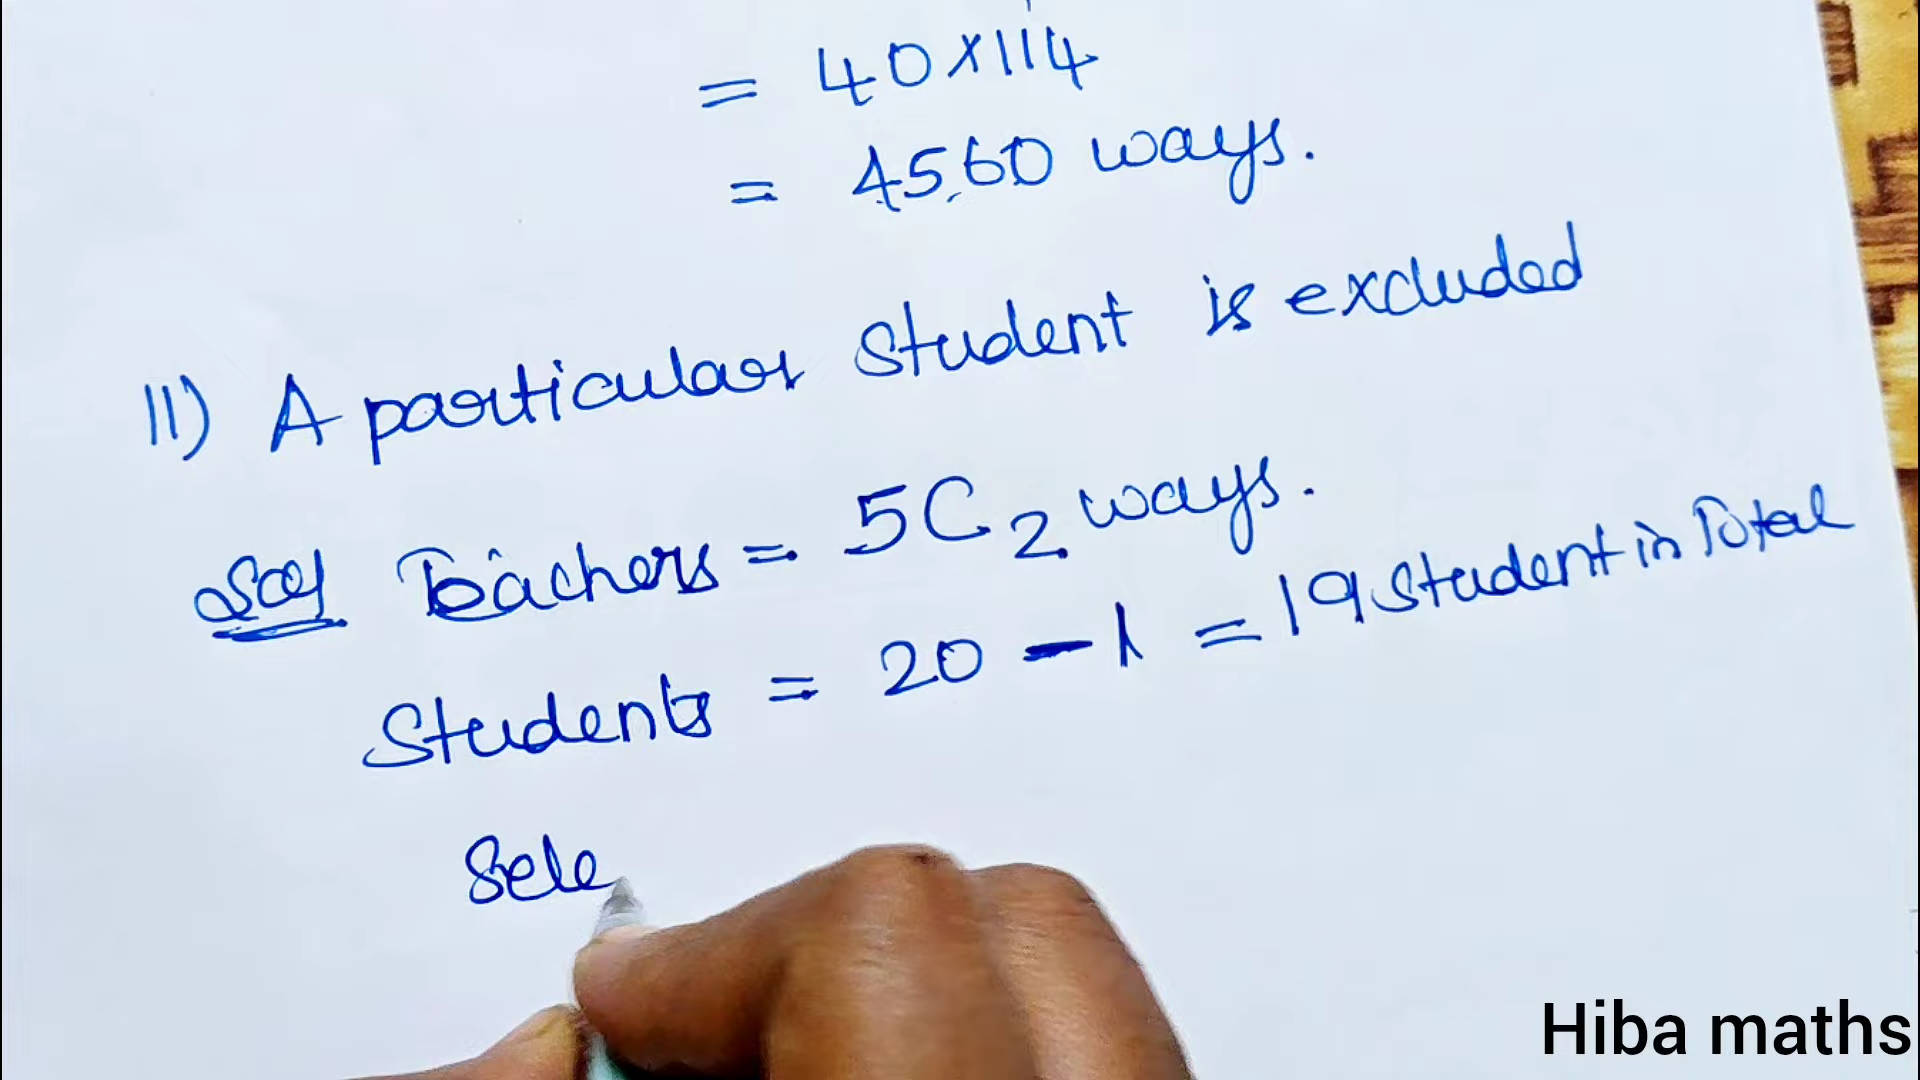 = 40 × 114
= 4560 ways.
II) A particular student is excluded
Sol Teachers = 5C2 ways.
Students = 20 - 1 = 19 student in Total
Sele
Hiba maths